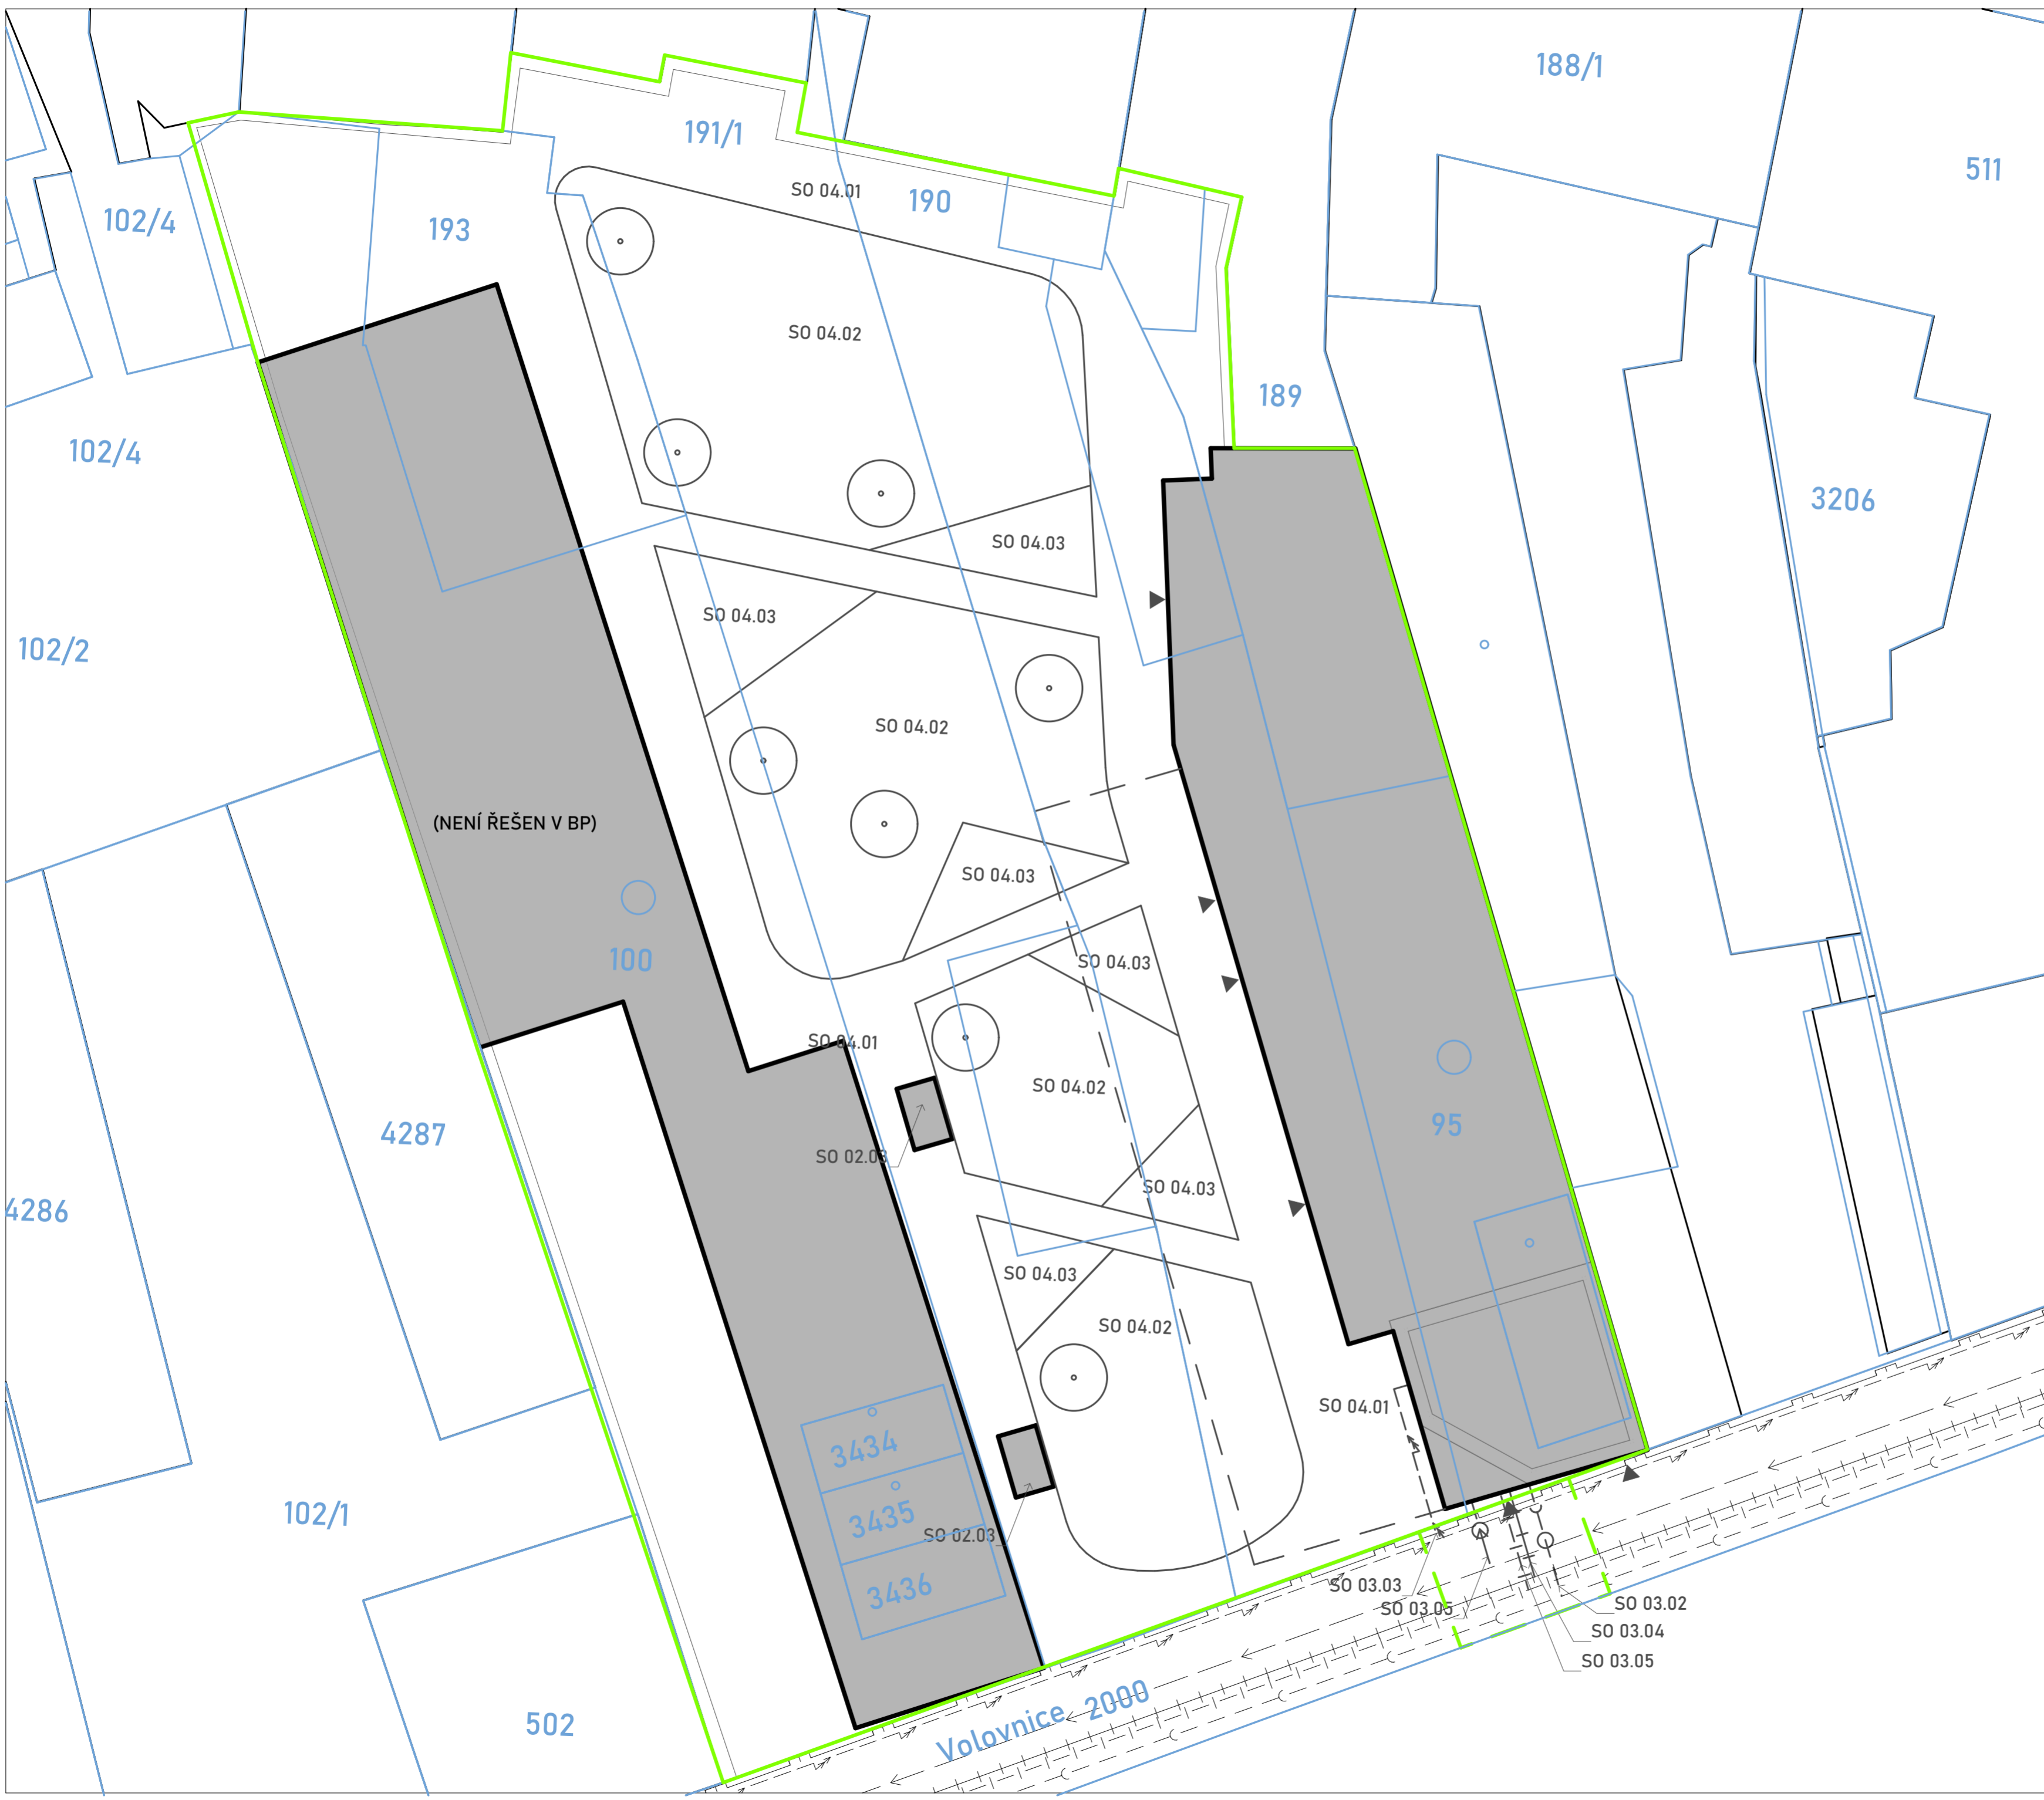 188/1
191/1
511
SO 04.01
190
102/4
193
SO 04.02
189
102/4
3206
SO 04.03
SO 04.03
102/2
SO 04.02
(NENÍ ŘEŠEN V BP)
SO 04.03
100
SO 04.03
SO 04.01
SO 04.02
95
4287
SO 02.03
SO 04.03
4286
SO 04.03
SO 04.02
SO 04.01
3434
102/1
3435
SO 02.03
3436
SO 03.03
SO 03.05
SO 03.02
SO 03.04
SO 03.05
502
Volovnice 2000